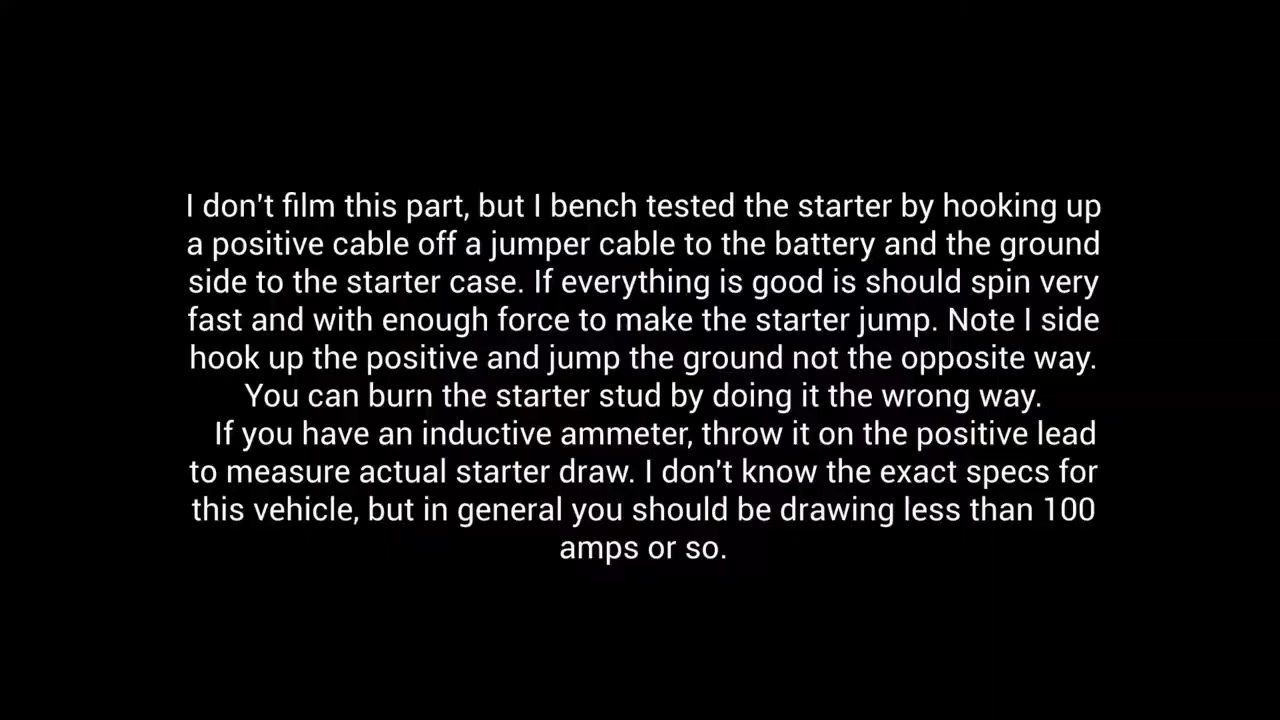 I don't film this part, but I bench tested the starter by hooking up
a positive cable off a jumper cable to the battery and the ground
side to the starter case. If everything is good is should spin very
fast and with enough force to make the starter jump. Note I side
hook up the positive and jump the ground not the opposite way.
You can burn the starter stud by doing it the wrong way.
If you have an inductive ammeter, throw it on the positive lead
to measure actual starter draw. I don't know the exact specs for
this vehicle, but in general you should be drawing less than 100
amps or so.